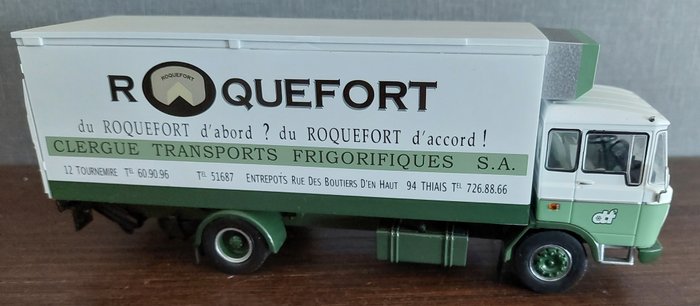 ROQUEFORT
ROQUEFORT
du ROQUEFORT d'abord ? du ROQUEFORT d'accord !
CLERGUE TRANSPORTS FRIGORIFIQUES S.A.
12 TOURNEMIRE TEL 60.90.96 TEL 51687 ENTREPOTS RUE DES BOUTIERS D'EN HAUT 94 THIAIS TEL 726.88.66